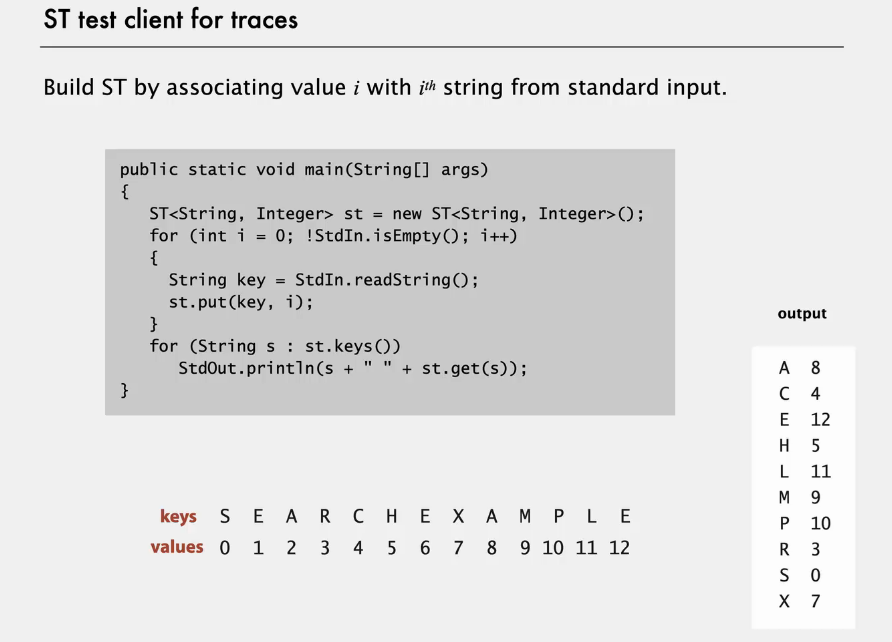 ST test client for traces
Build ST by associating value i with ith string from standard input.
public static void main(String[] args)
{
   ST<String, Integer> st = new ST<String, Integer>();
   for (int i = 0; !StdIn.isEmpty(); i++)
   {
     String key = StdIn.readString();
     st.put(key, i);
   }
   for (String s : st.keys())
      StdOut.println(s + " " + st.get(s));
}
keys S E A R C H E X A M P L E
values 0 1 2 3 4 5 6 7 8 9 10 11 12
output
A 8
C 4
E 12
H 5
L 11
M 9
P 10
R 3
S 0
X 7